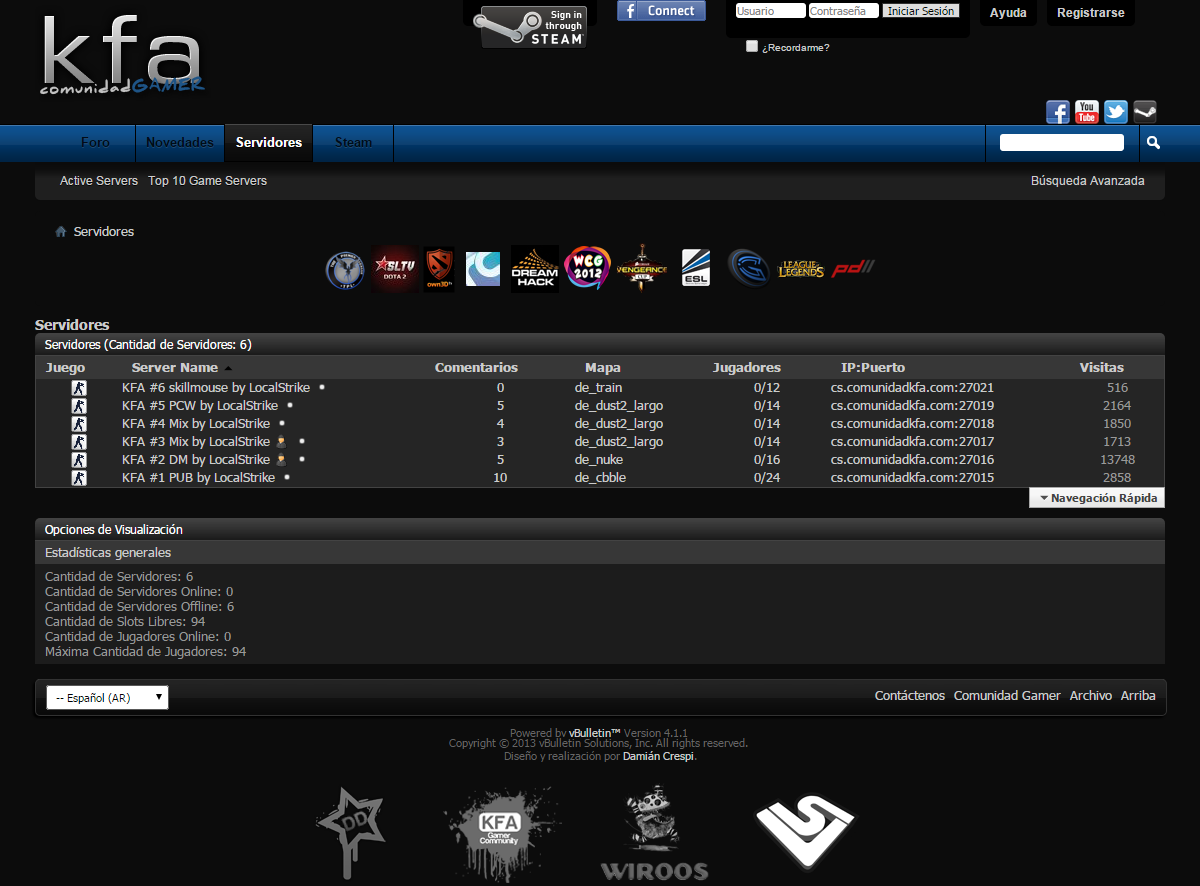 kfa
comunidadGAMER
Sign in
through
STEAM
f Connect
Usuario Contraseña Iniciar Sesión
¿Recordarme?
Ayuda Registrarse
You
Tube
Foro Novedades Servidores Steam
Active Servers Top 10 Game Servers Búsqueda Avanzada
Servidores
SLTV
DOTA 2
own3D
DREAM
HACK
WCG
2012
VENGEANCE
CUP
ESL
LEAGUE
LEGENDS
pd//
Servidores
Servidores (Cantidad de Servidores: 6)
Juego Server Name Comentarios Mapa Jugadores IP:Puerto Visitas
KFA #6 skillmouse by LocalStrike 0 de_train 0/12 cs.comunidadkfa.com:27021 516
KFA #5 PCW by LocalStrike 5 de_dust2_largo 0/14 cs.comunidadkfa.com:27019 2164
KFA #4 Mix by LocalStrike 4 de_dust2_largo 0/14 cs.comunidadkfa.com:27018 1850
KFA #3 Mix by LocalStrike 3 de_dust2_largo 0/14 cs.comunidadkfa.com:27017 1713
KFA #2 DM by LocalStrike 5 de_nuke 0/16 cs.comunidadkfa.com:27016 13748
KFA #1 PUB by LocalStrike 10 de_cbble 0/24 cs.comunidadkfa.com:27015 2858
Navegación Rápida
Opciones de Visualización
Estadísticas generales
Cantidad de Servidores: 6
Cantidad de Servidores Online: 0
Cantidad de Servidores Offline: 6
Cantidad de Slots Libres: 94
Cantidad de Jugadores Online: 0
Máxima Cantidad de Jugadores: 94
-- Español (AR)
Contáctenos Comunidad Gamer Archivo Arriba
Powered by vBulletin™ Version 4.1.1
Copyright © 2013 vBulletin Solutions, Inc. All rights reserved.
Diseño y realización por Damián Crespi.
DD
KFA
Gamer
Community
WIROOS